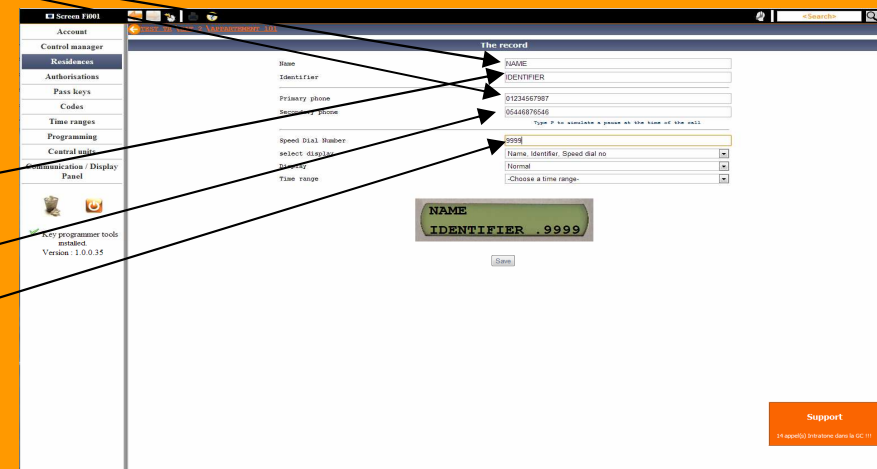 Screen Fi001
<Search>
Account
Control manager
Residences
Authorisations
Pass keys
Codes
Time ranges
Programming
Central units
Communication / Display
Panel
Key programmer tools
installed.
Version : 1.0.0.35
\APPARTEMENT 101
The record
Name NAME
Identifier IDENTIFIER
Primary phone 01234567987
Secondary phone 05446876546
Type P to simulate a pause at the time of the call
Speed Dial Number 9999
select display Name, Identifier, Speed dial no
Display Normal
Time range -Choose a time range-
NAME
IDENTIFIER .9999
Save
Support
14 appel(s) Intratone dans la GC !!!